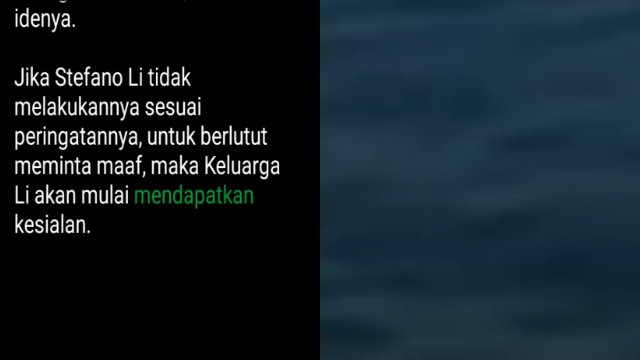 idenya.
Jika Stefano Li tidak
melakukannya sesuai
peringatannya, untuk berlutut
meminta maaf, maka Keluarga
Li akan mulai mendapatkan
kesialan.